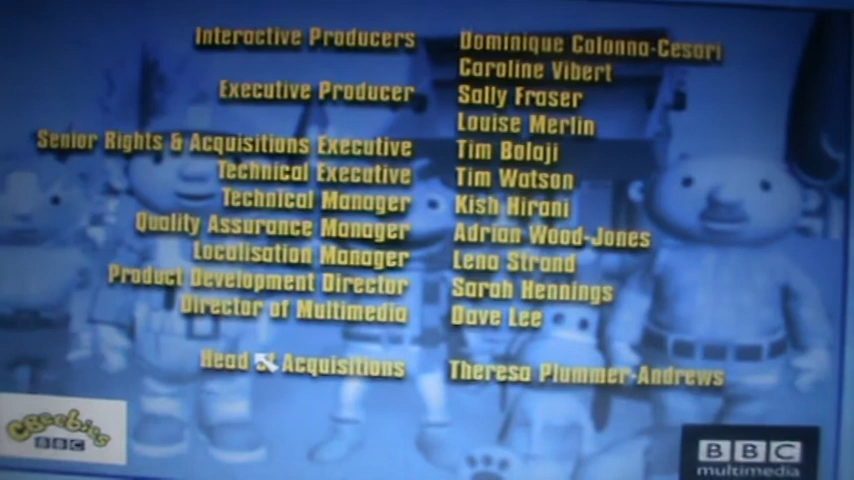 Interactive Producers Dominique Colonna-Cesari
Caroline Vibert
Executive Producer Sally Fraser
Louise Merlin
Senior Rights & Acquisitions Executive Tim Bolaji
Technical Executive Tim Watson
Technical Manager Kish Hirani
Quality Assurance Manager Adrian Wood-Jones
Localisation Manager Lena Strand
Product Development Director Sarah Hennings
Director of Multimedia Dave Lee
Head of Acquisitions Theresa Plummer-Andrews
CBeebies
BBC
BBC
multimedia